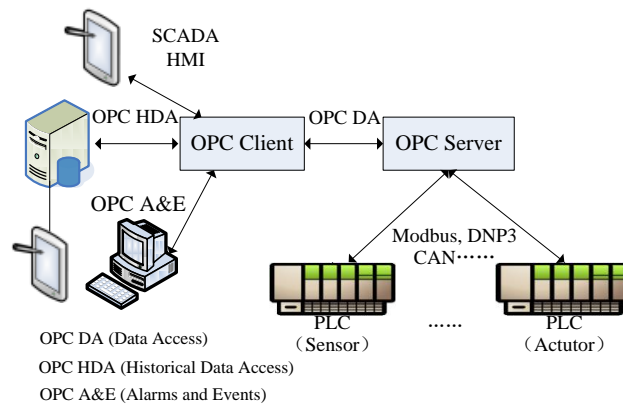 SCADA
HMI
OPC HDA
OPC Client
OPC DA
OPC Server
OPC A&E
Modbus, DNP3
CAN……
PLC
（Sensor）
……
PLC
（Actutor）
OPC DA (Data Access)
OPC HDA (Historical Data Access)
OPC A&E (Alarms and Events)